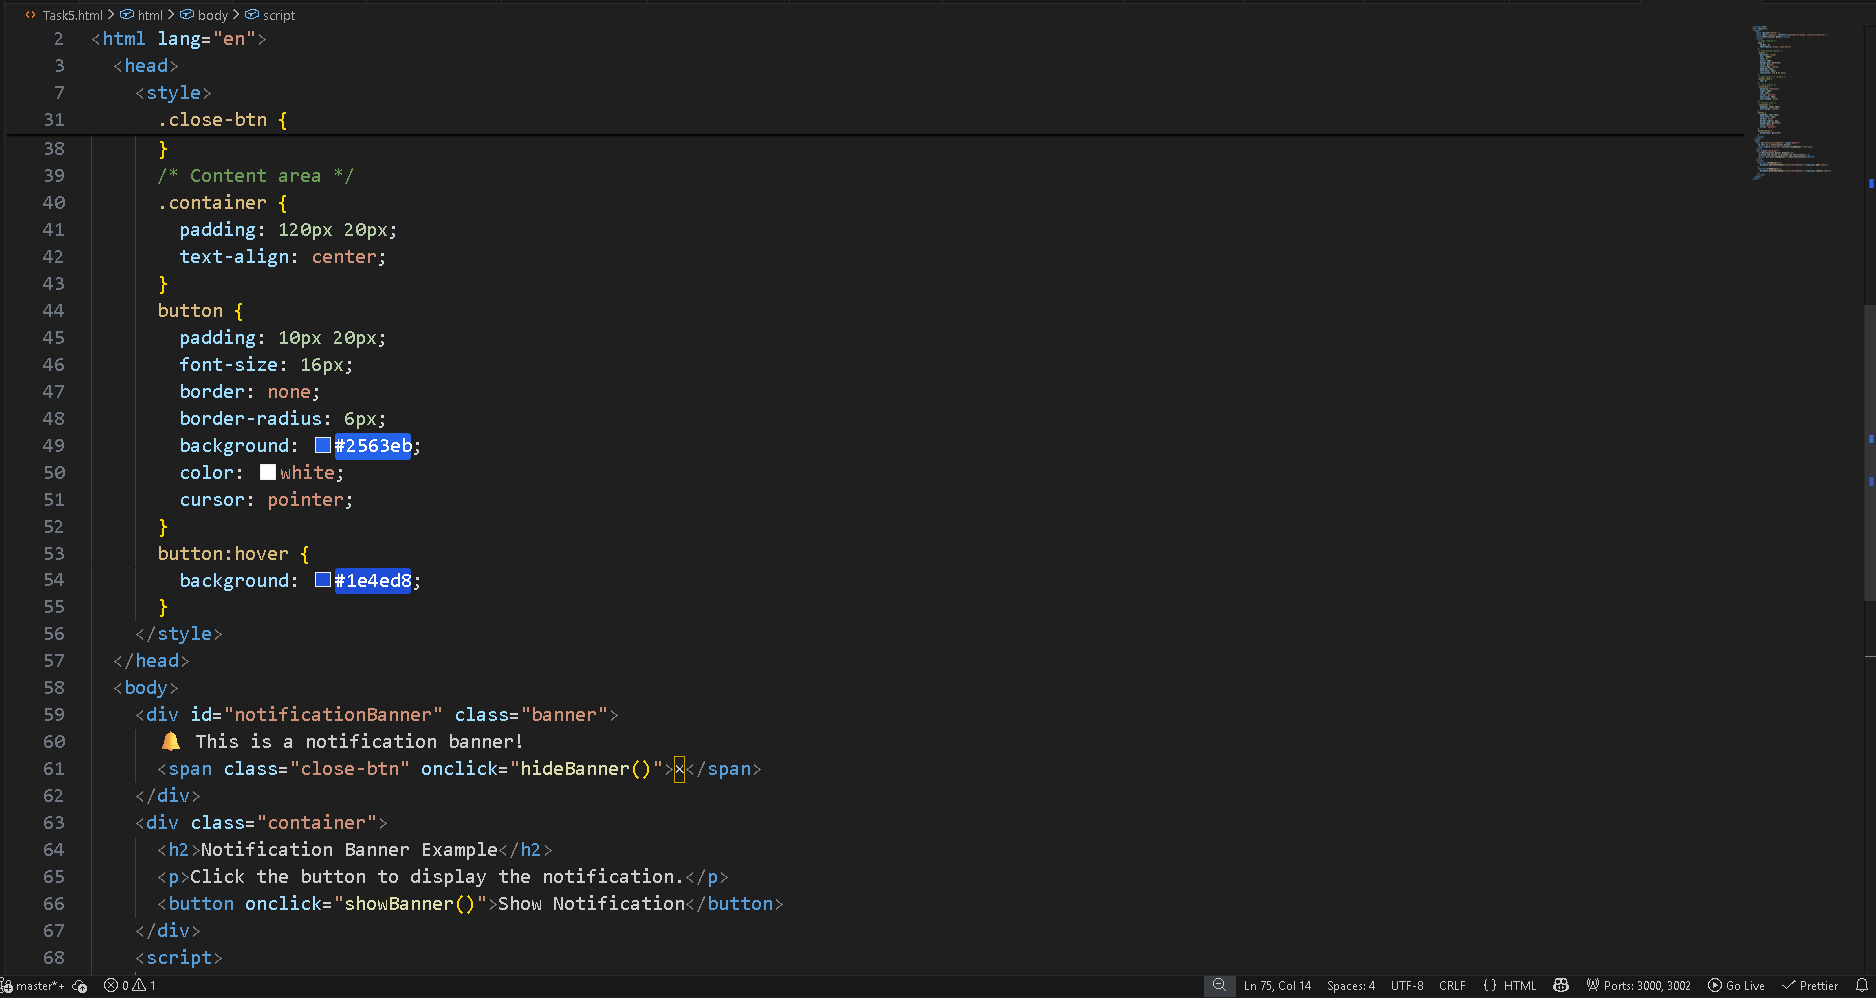 Task5.html > html > body > script
2 <html lang="en">
3 <head>
7 <style>
31 .close-btn {
38 }
39 /* Content area */
40 .container {
41 padding: 120px 20px;
42 text-align: center;
43 }
44 button {
45 padding: 10px 20px;
46 font-size: 16px;
47 border: none;
48 border-radius: 6px;
49 background: #2563eb;
50 color: white;
51 cursor: pointer;
52 }
53 button:hover {
54 background: #1e4ed8;
55 }
56 </style>
57 </head>
58 <body>
59 <div id="notificationBanner" class="banner">
60 🔔 This is a notification banner!
61 <span class="close-btn" onclick="hideBanner()">×</span>
62 </div>
63 <div class="container">
64 <h2>Notification Banner Example</h2>
65 <p>Click the button to display the notification.</p>
66 <button onclick="showBanner()">Show Notification</button>
67 </div>
68 <script>
master*+ 0 1 Ln 75, Col 14 Spaces: 4 UTF-8 CRLF {} HTML Ports: 3000, 3002 Go Live Prettier